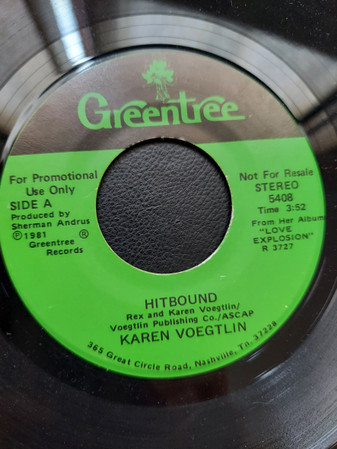 Greentree
For Promotional
Use Only
SIDE A
Produced by
Sherman Andrus
Ⓟ1981 ®
Greentree
Records
Not For Resale
STEREO
5408
Time 3:52
From Her Album
"LOVE
EXPLOSION"
R 3727
HITBOUND
Rex and Karen Voegtlin/
Voegtlin Publishing Co./ASCAP
KAREN VOEGTLIN
365 Great Circle Road, Nashville, Tn. 37228